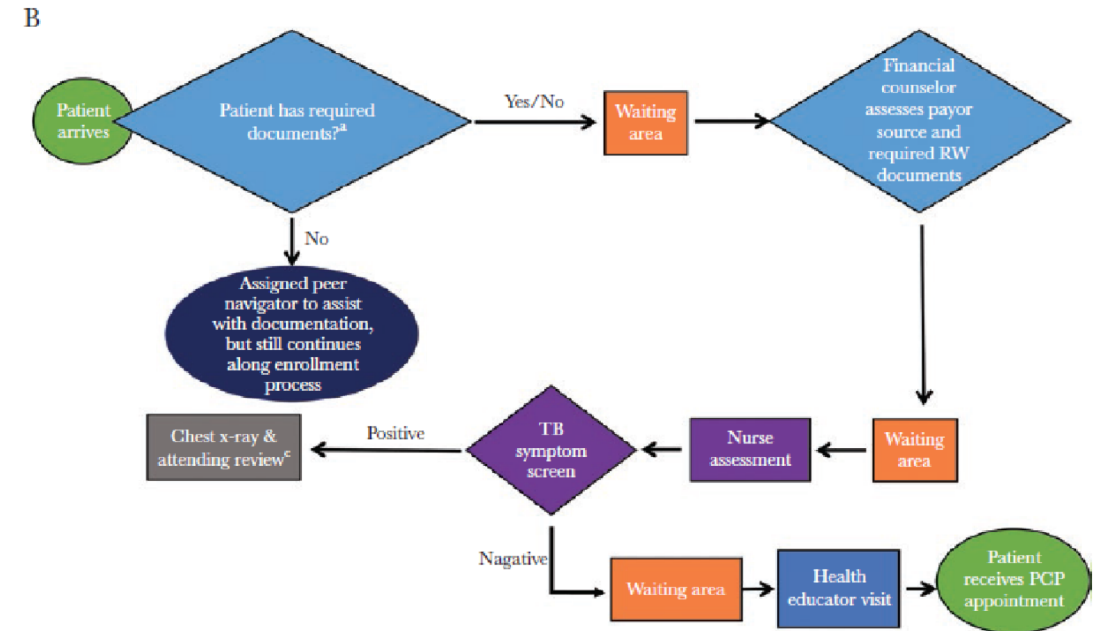 B
Patient
arrives
Patient has required
documents?ᵃ
Yes/No
Waiting
area
Financial
counselor
assesses payor
source and
required RW
documents
No
Assigned peer
navigator to assist
with documentation,
but still continues
along enrollment
process
Chest x-ray &
attending reviewᶜ
Positive
TB
symptom
screen
Nurse
assessment
Waiting
area
Nagative
Waiting area
Health
educator visit
Patient
receives PCP
appointment